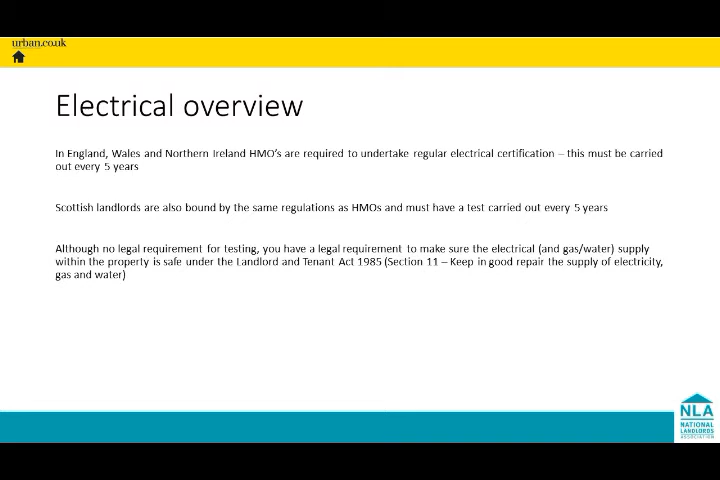 urban.co.uk
Electrical overview
In England, Wales and Northern Ireland HMO's are required to undertake regular electrical certification – this must be carried
out every 5 years
Scottish landlords are also bound by the same regulations as HMOs and must have a test carried out every 5 years
Although no legal requirement for testing, you have a legal requirement to make sure the electrical (and gas/water) supply
within the property is safe under the Landlord and Tenant Act 1985 (Section 11 – Keep in good repair the supply of electricity,
gas and water)
NLA
NATIONAL
LANDLORDS
ASSOCIATION